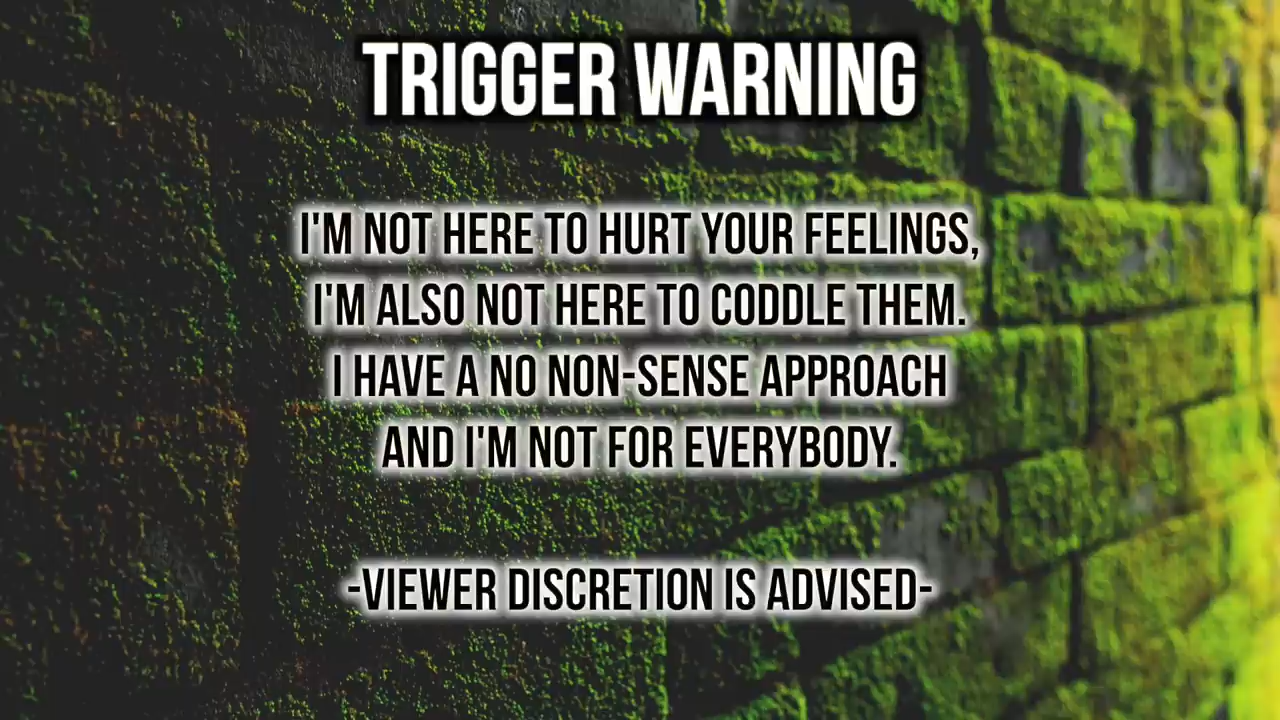 TRIGGER WARNING
I'M NOT HERE TO HURT YOUR FEELINGS,
I'M ALSO NOT HERE TO CODDLE THEM.
I HAVE A NO NON-SENSE APPROACH
AND I'M NOT FOR EVERYBODY.
-VIEWER DISCRETION IS ADVISED-